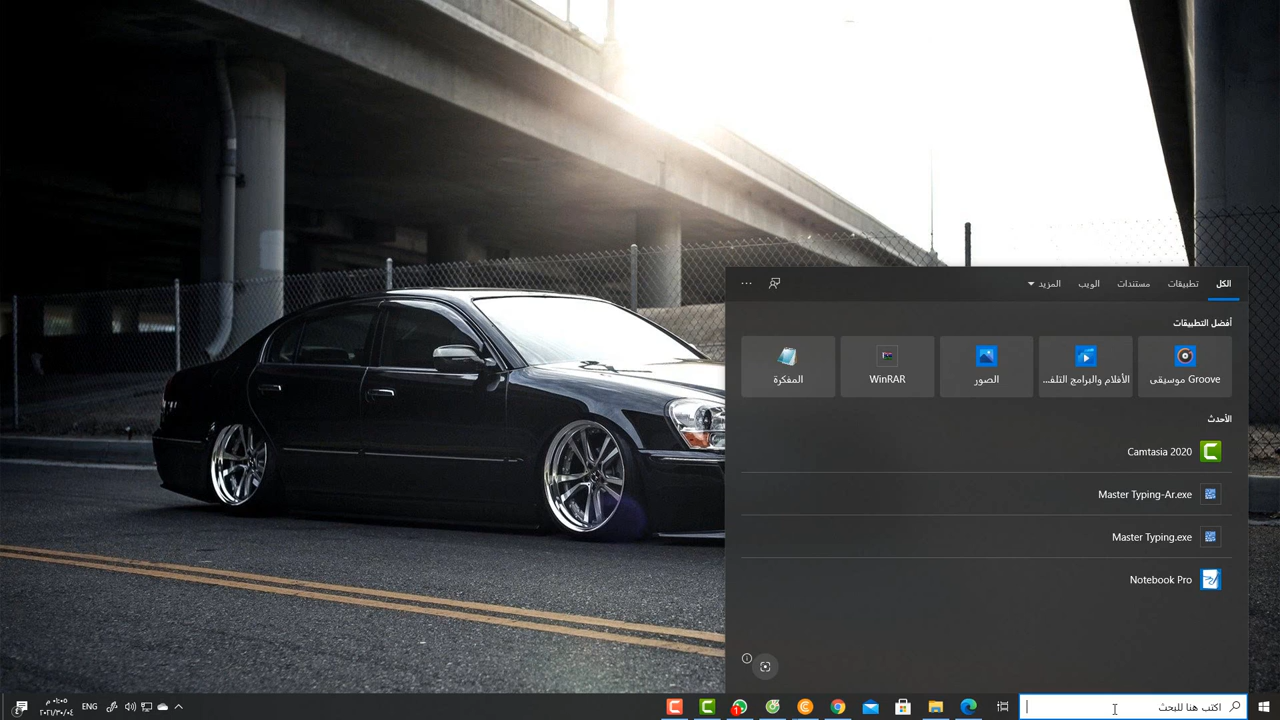 الكل
تطبيقات
مستندات
الويب
المزيد
أفضل التطبيقات
Groove موسيقى
الأفلام والبرامج التلفـ...
الصور
WinRAR
المفكرة
الأحدث
Camtasia 2020
Master Typing-Ar.exe
Master Typing.exe
Notebook Pro
اكتب هنا للبحث
ENG